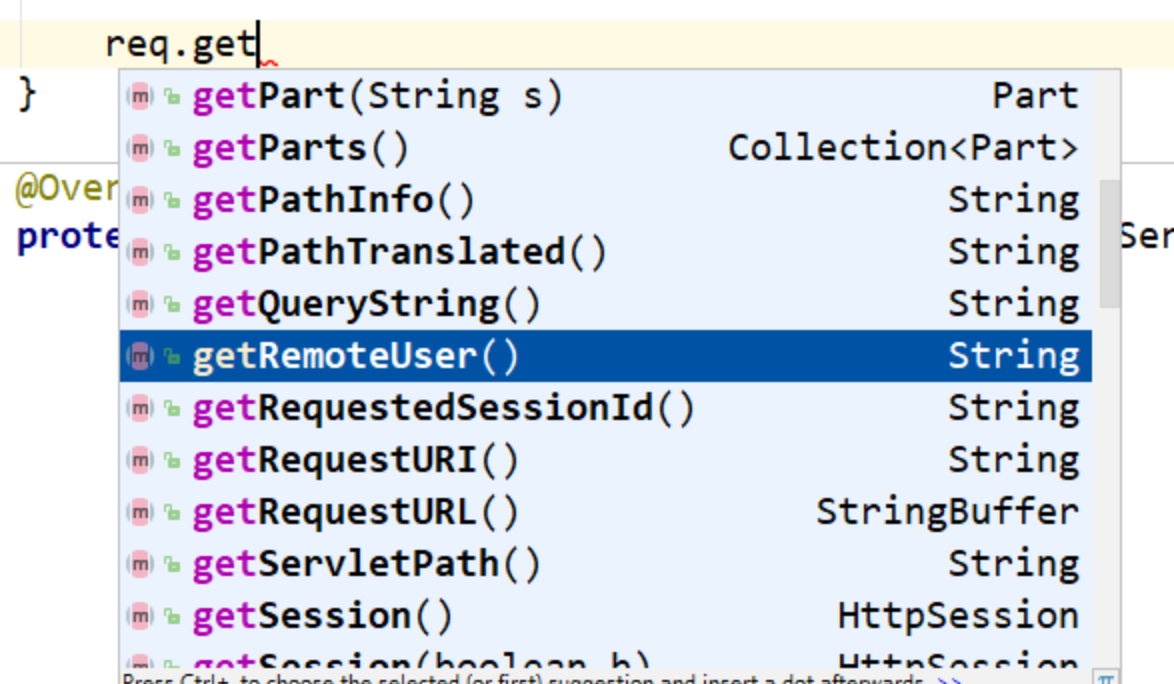 req.get
}
@Over
prote
Ser
getPart(String s) Part
getParts() Collection<Part>
getPathInfo() String
getPathTranslated() String
getQueryString() String
getRemoteUser() String
getRequestedSessionId() String
getRequestURI() String
getRequestURL() StringBuffer
getServletPath() String
getSession() HttpSession
getSession(boolean b) HttpSession
Press Ctrl+. to choose the selected (or first) suggestion and insert a dot afterwards >>
π